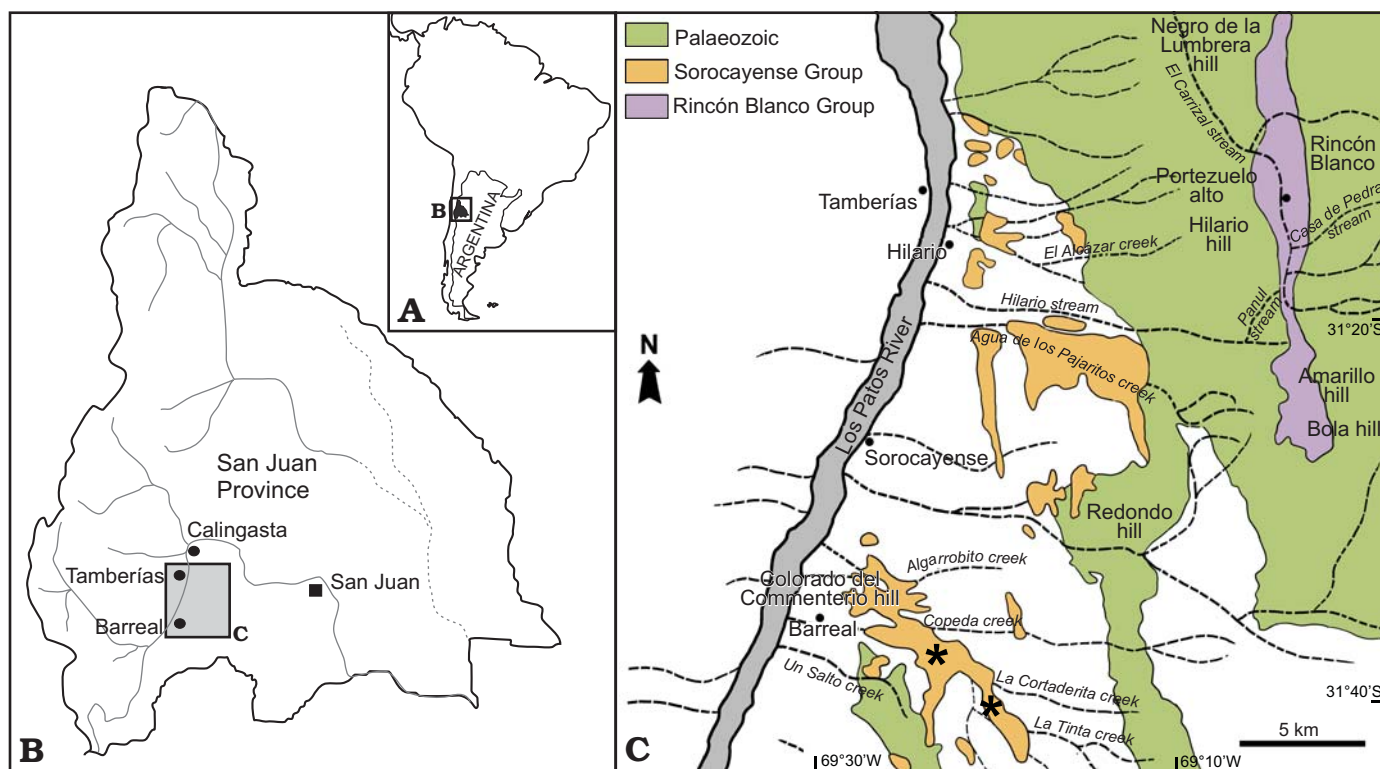 B
ARGENTINA
A
San Juan
Province
Calingasta
Tamberías
San Juan
Barreal
C
B
Palaeozoic
Sorocayense Group
Rincón Blanco Group
Negro de la
Lumbrera
hill
El Carrizal stream
Rincón
Blanco
Portezuelo
alto
Casa de Pedra
stream
Hilario
hill
Tamberías
Hilario
El Alcázar creek
Hilario stream
Panul
stream
31°20'S
Agua de los Pajaritos creek
Amarillo
hill
Bola hill
N
Los Patos River
Sorocayense
Redondo
hill
Algarrobito creek
Colorado del
Commenterio hill
Copeda creek
Barreal
*
Un Salto creek
La Cortaderita creek
*
31°40'S
La Tinta creek
5 km
C
69°30'W
69°10'W